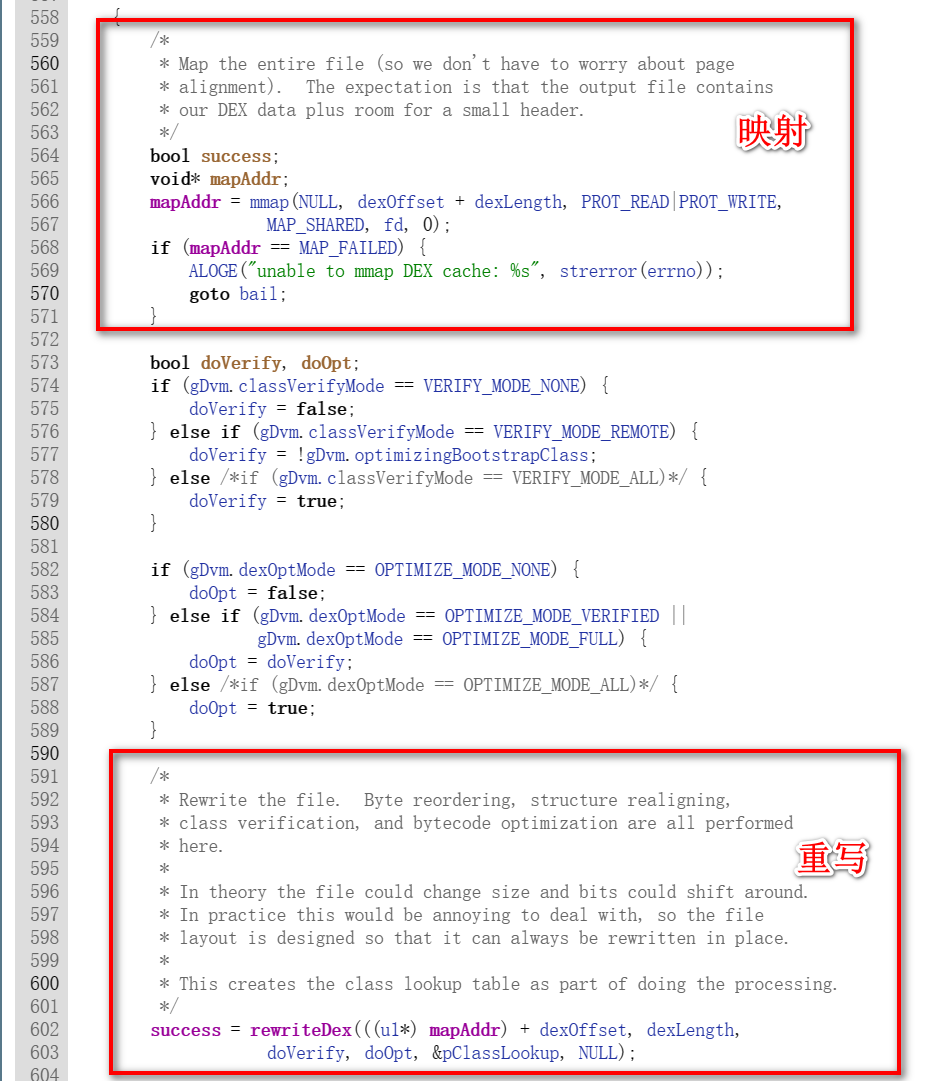 558     {
559         /*
560          * Map the entire file (so we don't have to worry about page
561          * alignment).  The expectation is that the output file contains
562          * our DEX data plus room for a small header.
563          */
映射
564         bool success;
565         void* mapAddr;
566         mapAddr = mmap(NULL, dexOffset + dexLength, PROT_READ|PROT_WRITE,
567                     MAP_SHARED, fd, 0);
568         if (mapAddr == MAP_FAILED) {
569             ALOGE("unable to mmap DEX cache: %s", strerror(errno));
570             goto bail;
571         }
572
573         bool doVerify, doOpt;
574         if (gDvm.classVerifyMode == VERIFY_MODE_NONE) {
575             doVerify = false;
576         } else if (gDvm.classVerifyMode == VERIFY_MODE_REMOTE) {
577             doVerify = !gDvm.optimizingBootstrapClass;
578         } else /*if (gDvm.classVerifyMode == VERIFY_MODE_ALL)*/ {
579             doVerify = true;
580         }
581
582         if (gDvm.dexOptMode == OPTIMIZE_MODE_NONE) {
583             doOpt = false;
584         } else if (gDvm.dexOptMode == OPTIMIZE_MODE_VERIFIED ||
585                    gDvm.dexOptMode == OPTIMIZE_MODE_FULL) {
586             doOpt = doVerify;
587         } else /*if (gDvm.dexOptMode == OPTIMIZE_MODE_ALL)*/ {
588             doOpt = true;
589         }
590
591         /*
592          * Rewrite the file.  Byte reordering, structure realigning,
593          * class verification, and bytecode optimization are all performed
594          * here.
重写
595          *
596          * In theory the file could change size and bits could shift around.
597          * In practice this would be annoying to deal with, so the file
598          * layout is designed so that it can always be rewritten in place.
599          *
600          * This creates the class lookup table as part of doing the processing.
601          */
602         success = rewriteDex(((u1*) mapAddr) + dexOffset, dexLength,
603                     doVerify, doOpt, &pClassLookup, NULL);
604